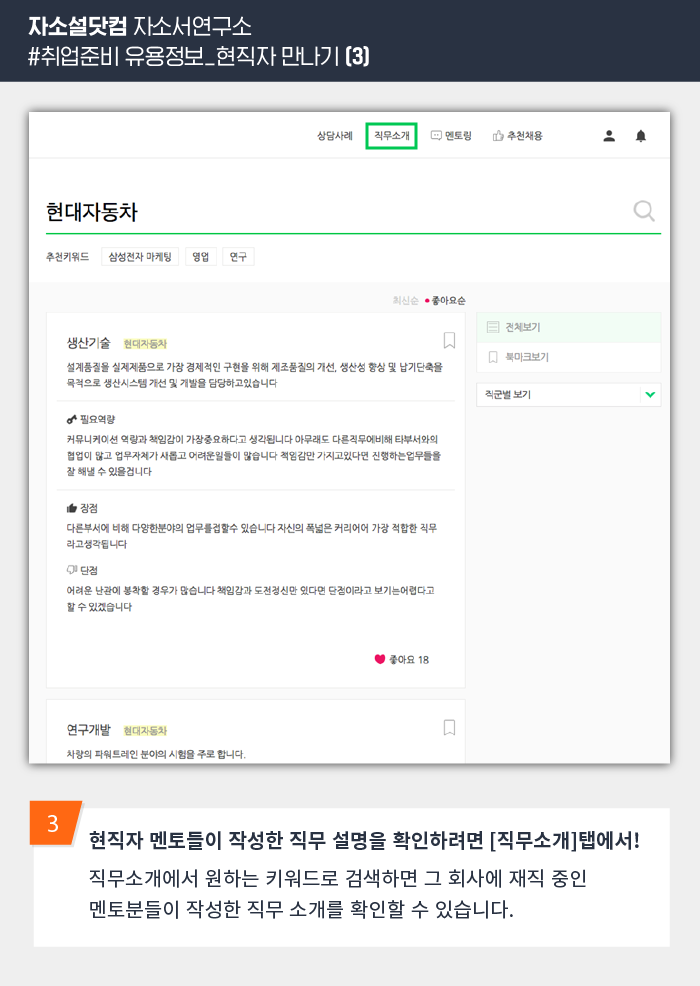 자소설닷컴 자소서연구소
#취업준비 유용정보_현직자 만나기 (3)
상담사례 직무소개 멘토링 추천채용
현대자동차
추천키워드 삼성전자 마케팅 영업 연구
최신순 좋아요순
생산기술 현대자동차
설계품질을 실제제품으로 가장 경제적인 구현을 위해 제조품질의 개선, 생산성 향상 및 납기단축을
목적으로 생산시스템 개선 및 개발을 담당하고있습니다
필요역량
커뮤니케이션 역량과 책임감이 가장중요하다고 생각됩니다 아무래도 다른직무에비해 타부서와의
협업이 많고 업무자체가 새롭고 어려운일들이 많습니다 책임감만 가지고있다면 진행하는업무들을
잘 해낼 수 있을겁니다
장점
다른부서에 비해 다양한분야의 업무를접할수 있습니다 자신의 폭넓은 커리어어 가장 적합한 직무
라고생각됩니다
단점
어려운 난관에 봉착할 경우가 많습니다 책임감과 도전정신만 있다면 단점이라고 보기는어렵다고
할 수 있겠습니다
좋아요 18
전체보기
북마크보기
직군별 보기
연구개발 현대자동차
차량의 파워트레인 분야의 시험을 주로 합니다.
3
현직자 멘토들이 작성한 직무 설명을 확인하려면 [직무소개]탭에서!
직무소개에서 원하는 키워드로 검색하면 그 회사에 재직 중인
멘토분들이 작성한 직무 소개를 확인할 수 있습니다.